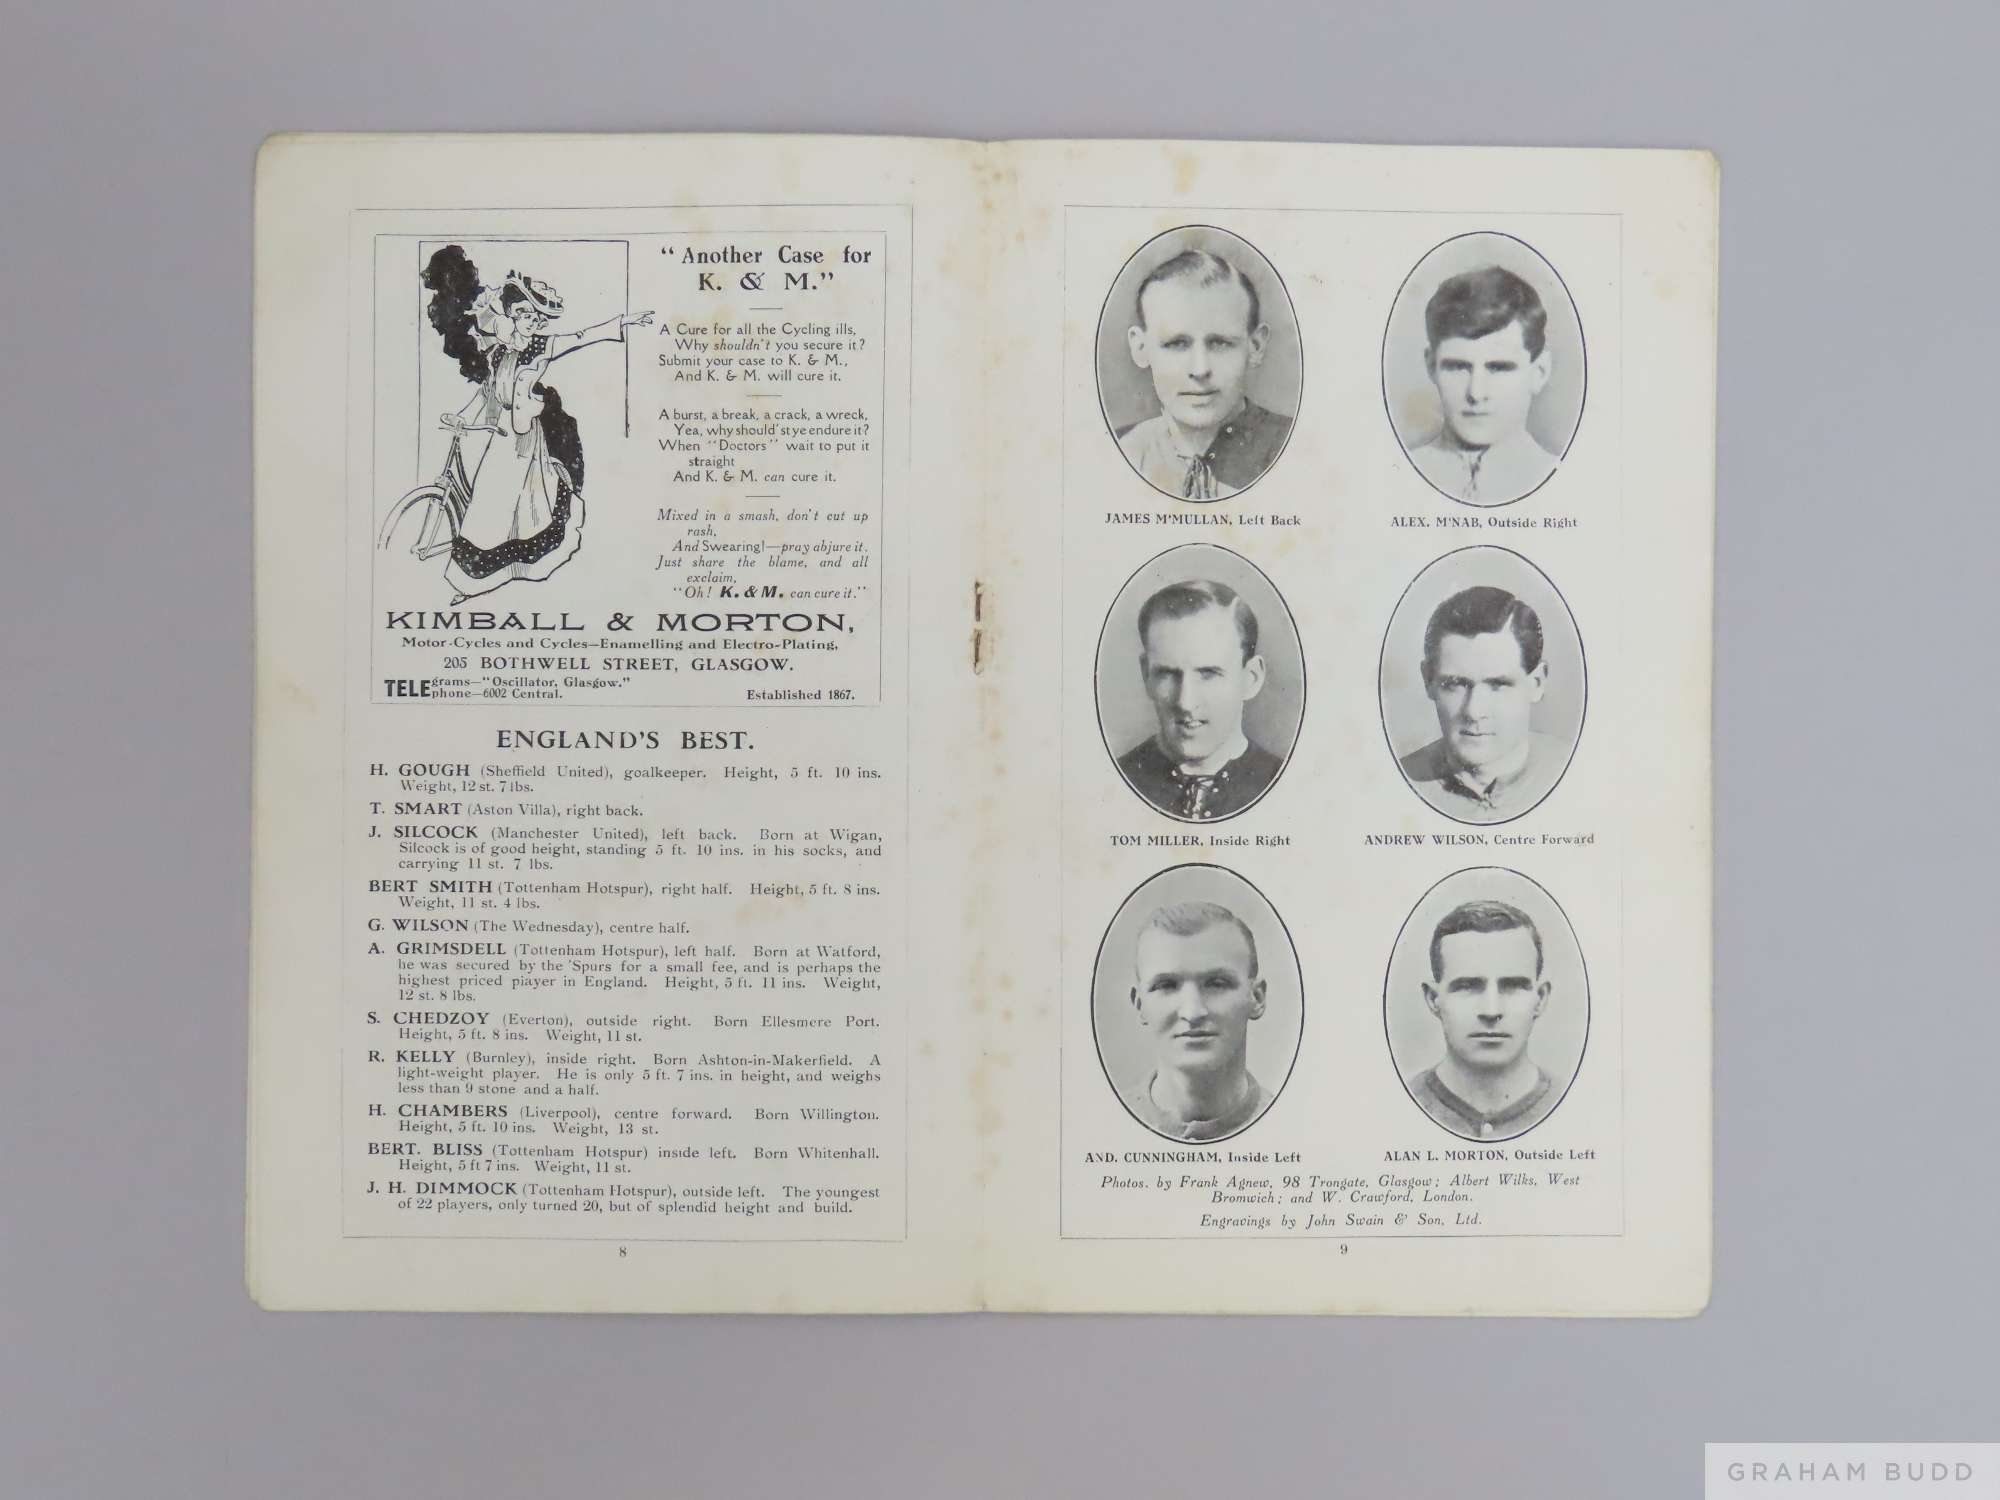 “Another Case for
K. & M.”
A Cure for all the Cycling ills,
Why shouldn't you secure it?
Submit your case to K. & M.,
And K. & M. will cure it.
A burst, a break, a crack, a wreck,
Yea, why should'st ye endure it?
When “Doctors” wait to put it
straight
And K. & M. can cure it.
Mixed in a smash, don't cut up
rash,
And Swearing!—pray abjure it.
Just share the blame, and all
exclaim,
“Oh! K. & M. can cure it.”
KIMBALL & MORTON,
Motor-Cycles and Cycles—Enamelling and Electro-Plating,
205 BOTHWELL STREET, GLASGOW.
TELEgrams—“Oscillator, Glasgow.”
phone—6002 Central.
Established 1867.
ENGLAND'S BEST.
H. GOUGH (Sheffield United), goalkeeper. Height, 5 ft. 10 ins.
Weight, 12 st. 7 lbs.
T. SMART (Aston Villa), right back.
J. SILCOCK (Manchester United), left back. Born at Wigan,
Silcock is of good height, standing 5 ft. 10 ins. in his socks, and
carrying 11 st. 7 lbs.
BERT SMITH (Tottenham Hotspur), right half. Height, 5 ft. 8 ins.
Weight, 11 st. 4 lbs.
G. WILSON (The Wednesday), centre half.
A. GRIMSDELL (Tottenham Hotspur), left half. Born at Watford,
he was secured by the 'Spurs for a small fee, and is perhaps the
highest priced player in England. Height, 5 ft. 11 ins. Weight,
12 st. 8 lbs.
S. CHEDZOY (Everton), outside right. Born Ellesmere Port.
Height, 5 ft. 8 ins. Weight, 11 st.
R. KELLY (Burnley), inside right. Born Ashton-in-Makerfield. A
light-weight player. He is only 5 ft. 7 ins. in height, and weighs
less than 9 stone and a half.
H. CHAMBERS (Liverpool), centre forward. Born Willington.
Height, 5 ft. 10 ins. Weight, 13 st.
BERT. BLISS (Tottenham Hotspur) inside left. Born Whitenhall.
Height, 5 ft 7 ins. Weight, 11 st.
J. H. DIMMOCK (Tottenham Hotspur), outside left. The youngest
of 22 players, only turned 20, but of splendid height and build.
8
JAMES M'MULLAN, Left Back
ALEX. M'NAB, Outside Right
TOM MILLER, Inside Right
ANDREW WILSON, Centre Forward
AND. CUNNINGHAM, Inside Left
ALAN L. MORTON, Outside Left
Photos. by Frank Agnew, 98 Trongate, Glasgow; Albert Wilks, West
Bromwich; and W. Crawford, London.
Engravings by John Swain & Son, Ltd.
9
GRAHAM BUDD